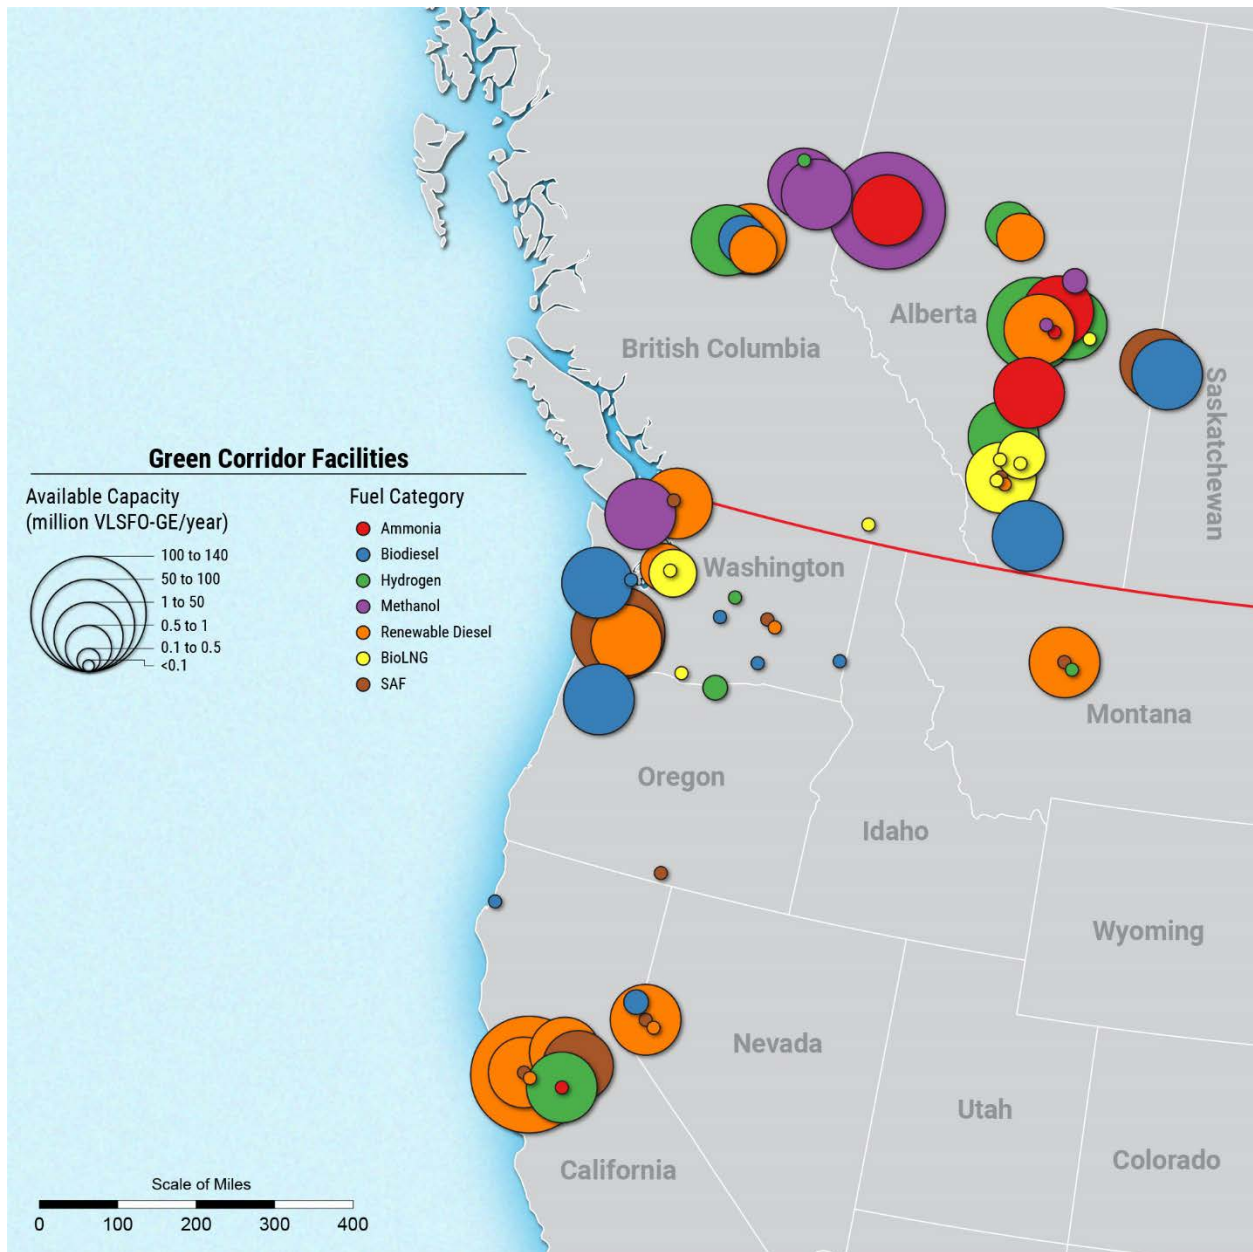 Alberta
British Columbia
Saskatchewan
Green Corridor Facilities
Available Capacity
(million VLSFO-GE/year)
100 to 140
50 to 100
1 to 50
0.5 to 1
0.1 to 0.5
<0.1
Fuel Category
Ammonia
Biodiesel
Hydrogen
Methanol
Renewable Diesel
BioLNG
SAF
Washington
Montana
Oregon
Idaho
Wyoming
Nevada
Utah
Colorado
California
Scale of Miles
0 100 200 300 400